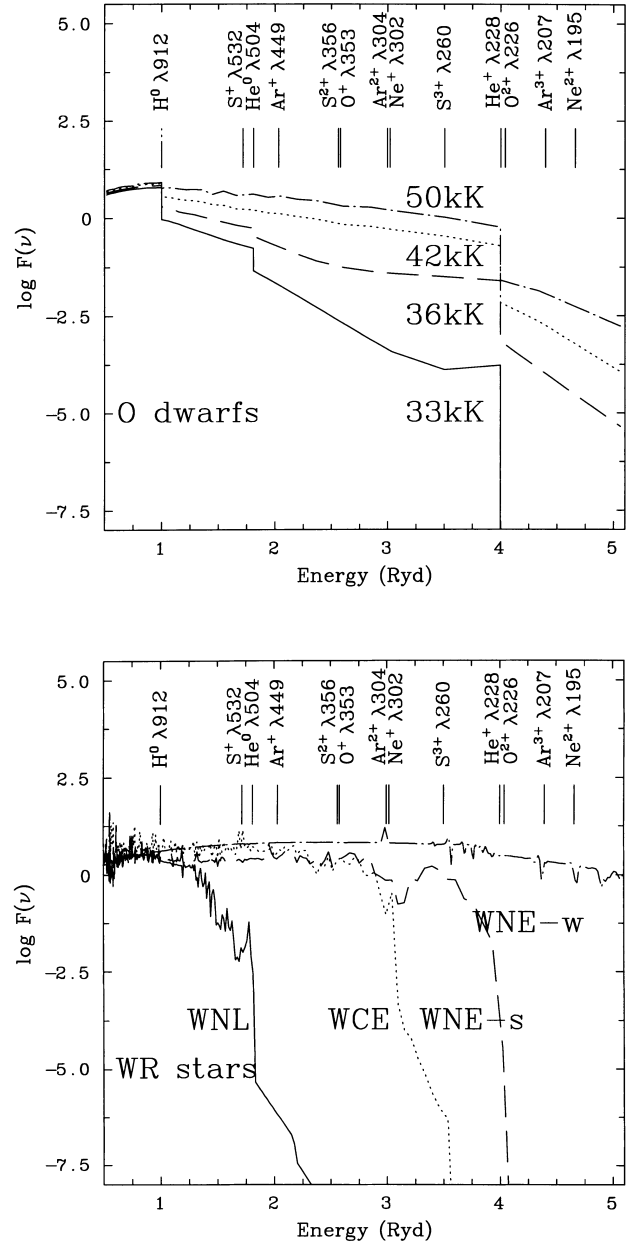 5.0
2.5
0
−2.5
−5.0
−7.5
log F(ν)
H⁰ λ912
S⁺ λ532
He⁰ λ504
Ar⁺ λ449
S²⁺ λ356
O⁺ λ353
Ar²⁺ λ304
Ne⁺ λ302
S³⁺ λ260
He⁺ λ228
O²⁺ λ226
Ar³⁺ λ207
Ne²⁺ λ195
50kK
42kK
36kK
33kK
O dwarfs
1 2 3 4 5
Energy (Ryd)
5.0
2.5
0
−2.5
−5.0
−7.5
log F(ν)
H⁰ λ912
S⁺ λ532
He⁰ λ504
Ar⁺ λ449
S²⁺ λ356
O⁺ λ353
Ar²⁺ λ304
Ne⁺ λ302
S³⁺ λ260
He⁺ λ228
O²⁺ λ226
Ar³⁺ λ207
Ne²⁺ λ195
WNE−w
WNL WCE WNE−s
WR stars
1 2 3 4 5
Energy (Ryd)